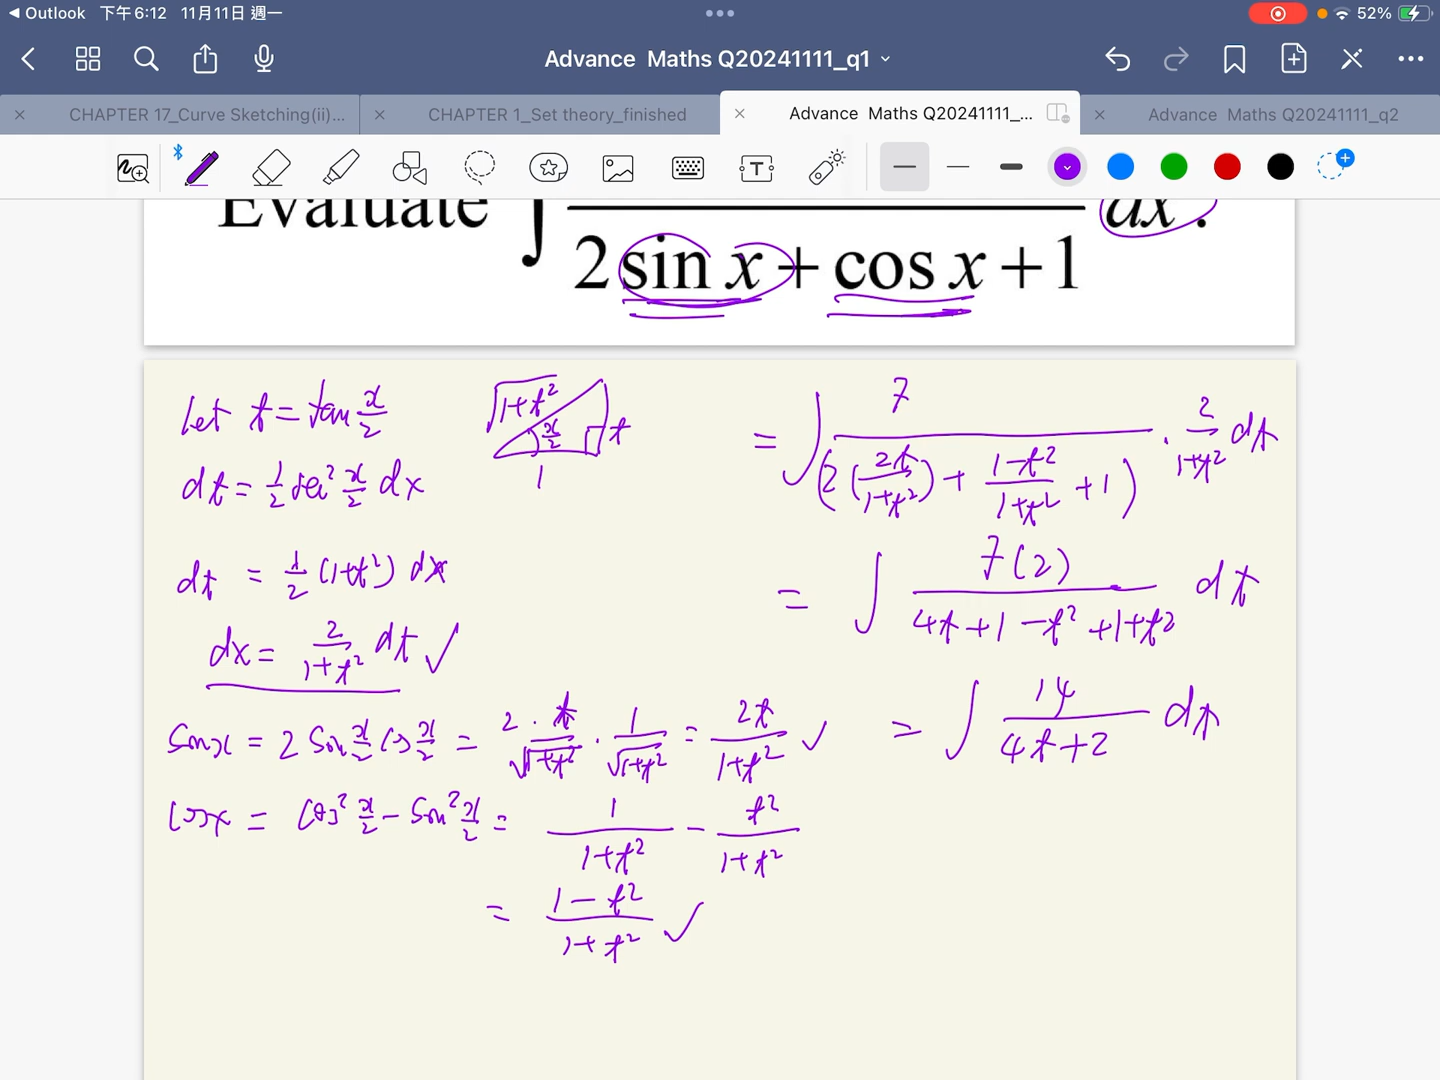 ◀ Outlook 下午6:12 11月11日 週一
52%
Advance Maths Q20241111_q1
CHAPTER 17_Curve Sketching(ii)...
CHAPTER 1_Set theory_finished
Advance Maths Q20241111_...
Advance Maths Q20241111_q2
Evaluate ∫ dx.
2 sin x + cos x + 1
Let t = tan x/2
√(1+t²) x/2 t
1
dt = 1/2 sec² x/2 dx
dt = 1/2 (1+t²) dx
dx = 2/(1+t²) dt ✓
sin x = 2 sin x/2 cos x/2 = 2 · t/√(1+t²) · 1/√(1+t²) = 2t/(1+t²) ✓
cos x = cos² x/2 − sin² x/2 = 1/(1+t²) − t²/(1+t²)
= (1−t²)/(1+t²) ✓
= ∫ 7/(2(2t/(1+t²)) + (1−t²)/(1+t²) + 1) · 2/(1+t²) dt
= ∫ 7(2)/(4t+1−t²+1+t²) dt
= ∫ 14/(4t+2) dt